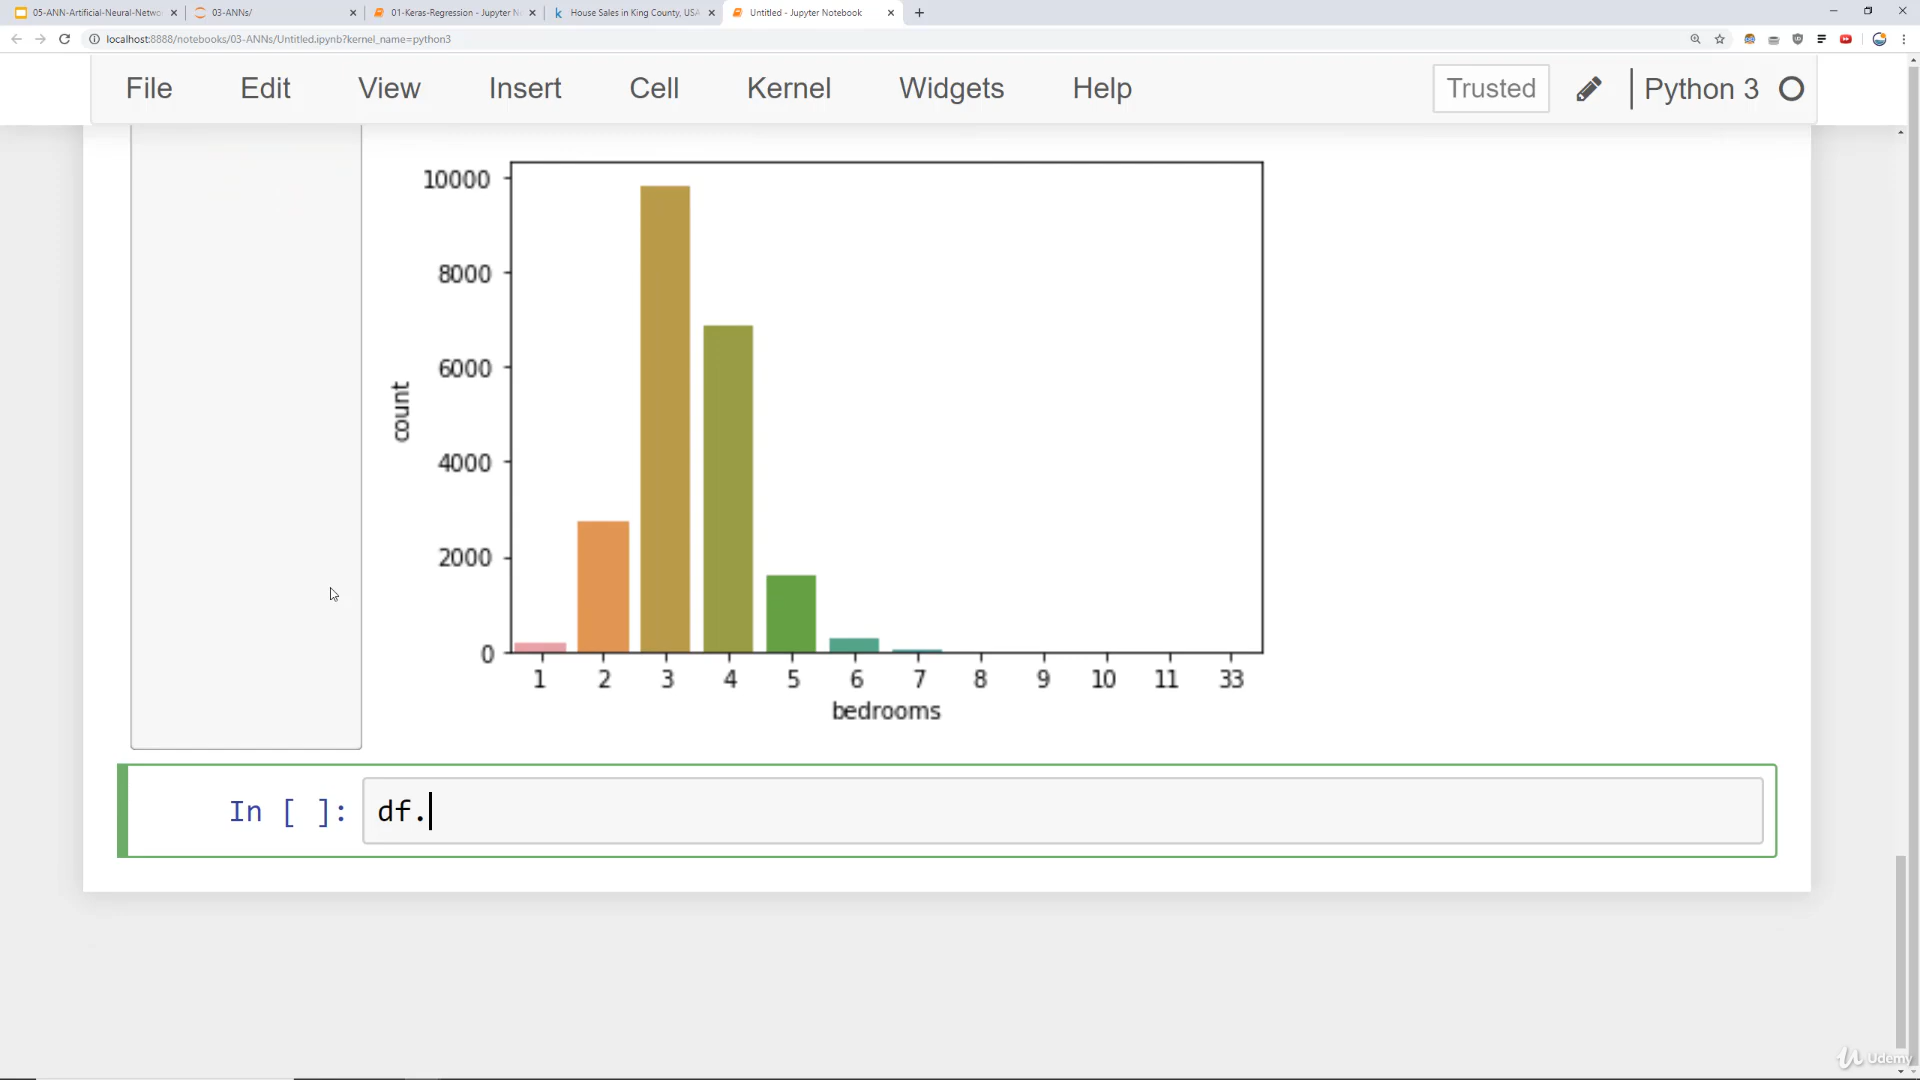 05-ANN-Artificial-Neural-Netwo
03-ANNs/
01-Keras-Regression - Jupyter N
House Sales in King County, USA
Untitled - Jupyter Notebook
localhost:8888/notebooks/03-ANNs/Untitled.ipynb?kernel_name=python3
File Edit View Insert Cell Kernel Widgets Help Trusted Python 3
10000
8000
6000
4000
2000
0
count
1 2 3 4 5 6 7 8 9 10 11 33
bedrooms
In [ ]: df.
Udemy